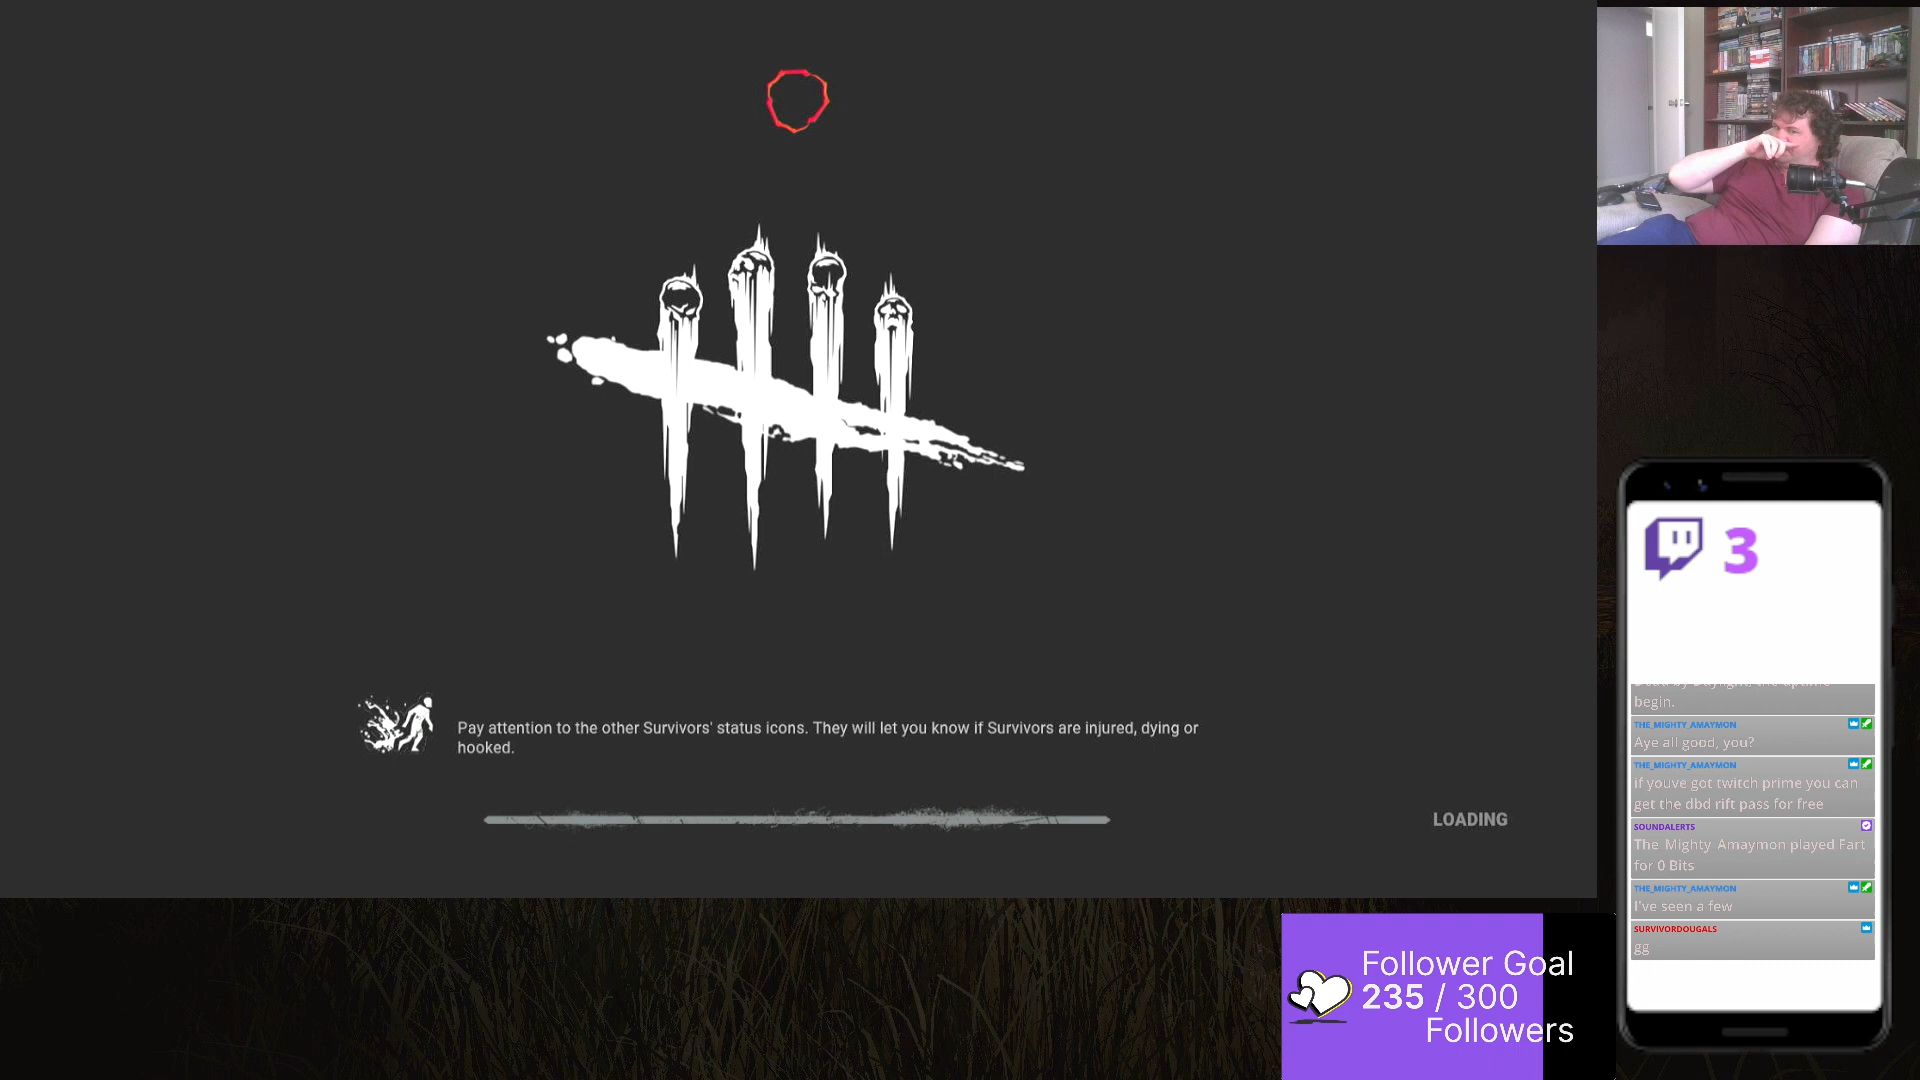 Pay attention to the other Survivors' status icons. They will let you know if Survivors are injured, dying or
hooked.
LOADING
3
begin.
THE_MIGHTY_AMAYMON
Aye all good, you?
THE_MIGHTY_AMAYMON
if youve got twitch prime you can
get the dbd rift pass for free
SOUNDALERTS
The Mighty Amaymon played Fart
for 0 Bits
THE_MIGHTY_AMAYMON
I've seen a few
SURVIVORDOUGALS
gg
Follower Goal
235 / 300
Followers